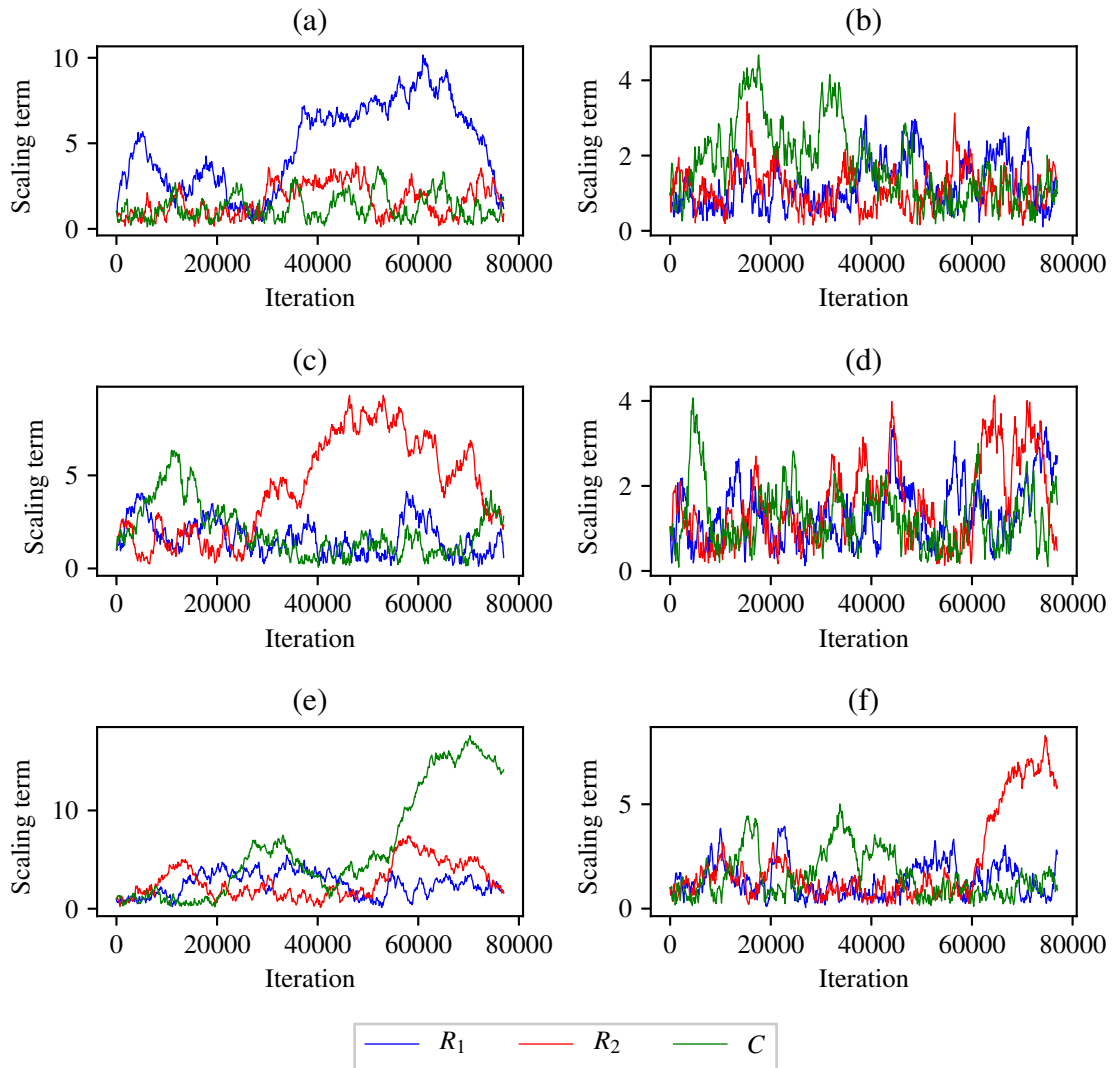 (a)
Scaling term
10
5
0
0 20000 40000 60000 80000
Iteration
(b)
Scaling term
4
2
0
0 20000 40000 60000 80000
Iteration
(c)
Scaling term
5
0
0 20000 40000 60000 80000
Iteration
(d)
Scaling term
4
2
0
0 20000 40000 60000 80000
Iteration
(e)
Scaling term
10
0
0 20000 40000 60000 80000
Iteration
(f)
Scaling term
5
0
0 20000 40000 60000 80000
Iteration
R₁ R₂ C